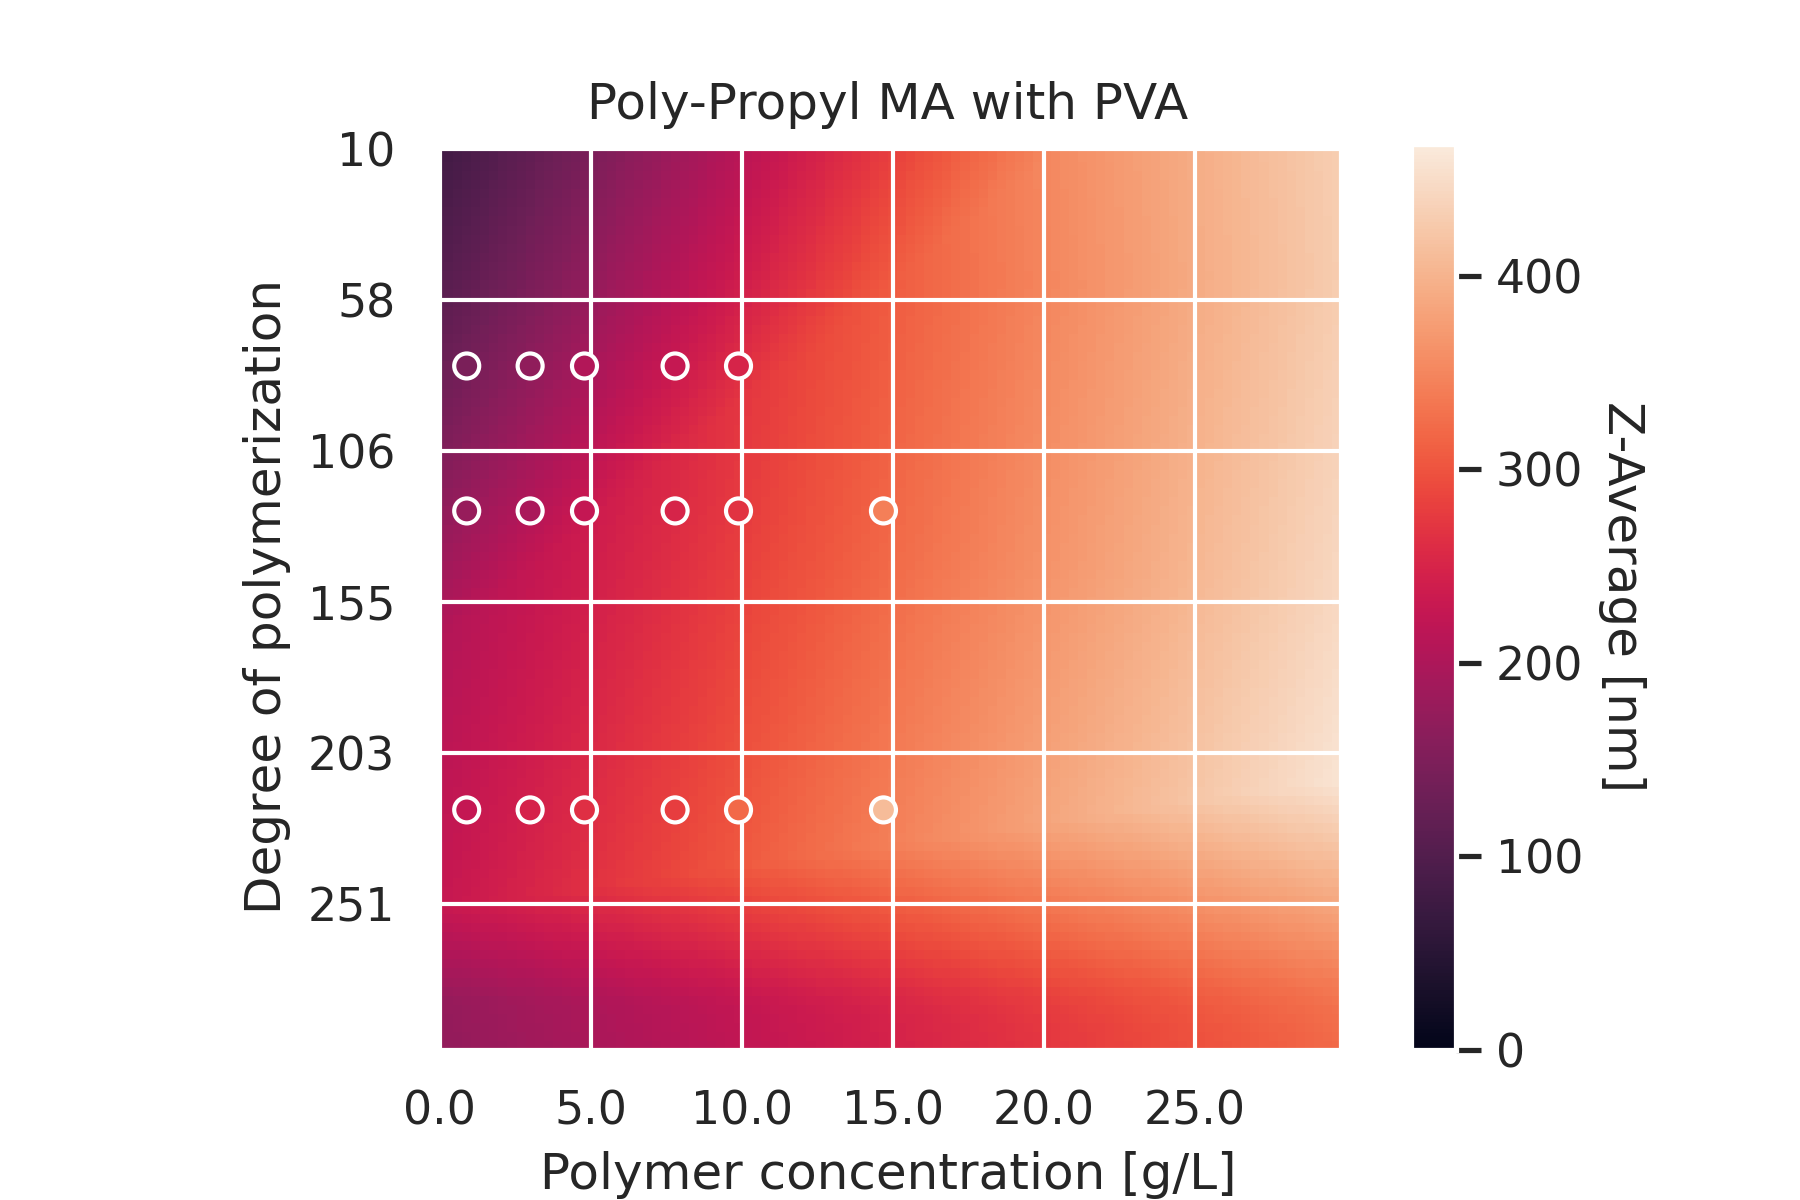 Poly-Propyl MA with PVA
10
58
106
155
203
251
Degree of polymerization
0.0 5.0 10.0 15.0 20.0 25.0
Polymer concentration [g/L]
400
300
200
100
0
Z-Average [nm]